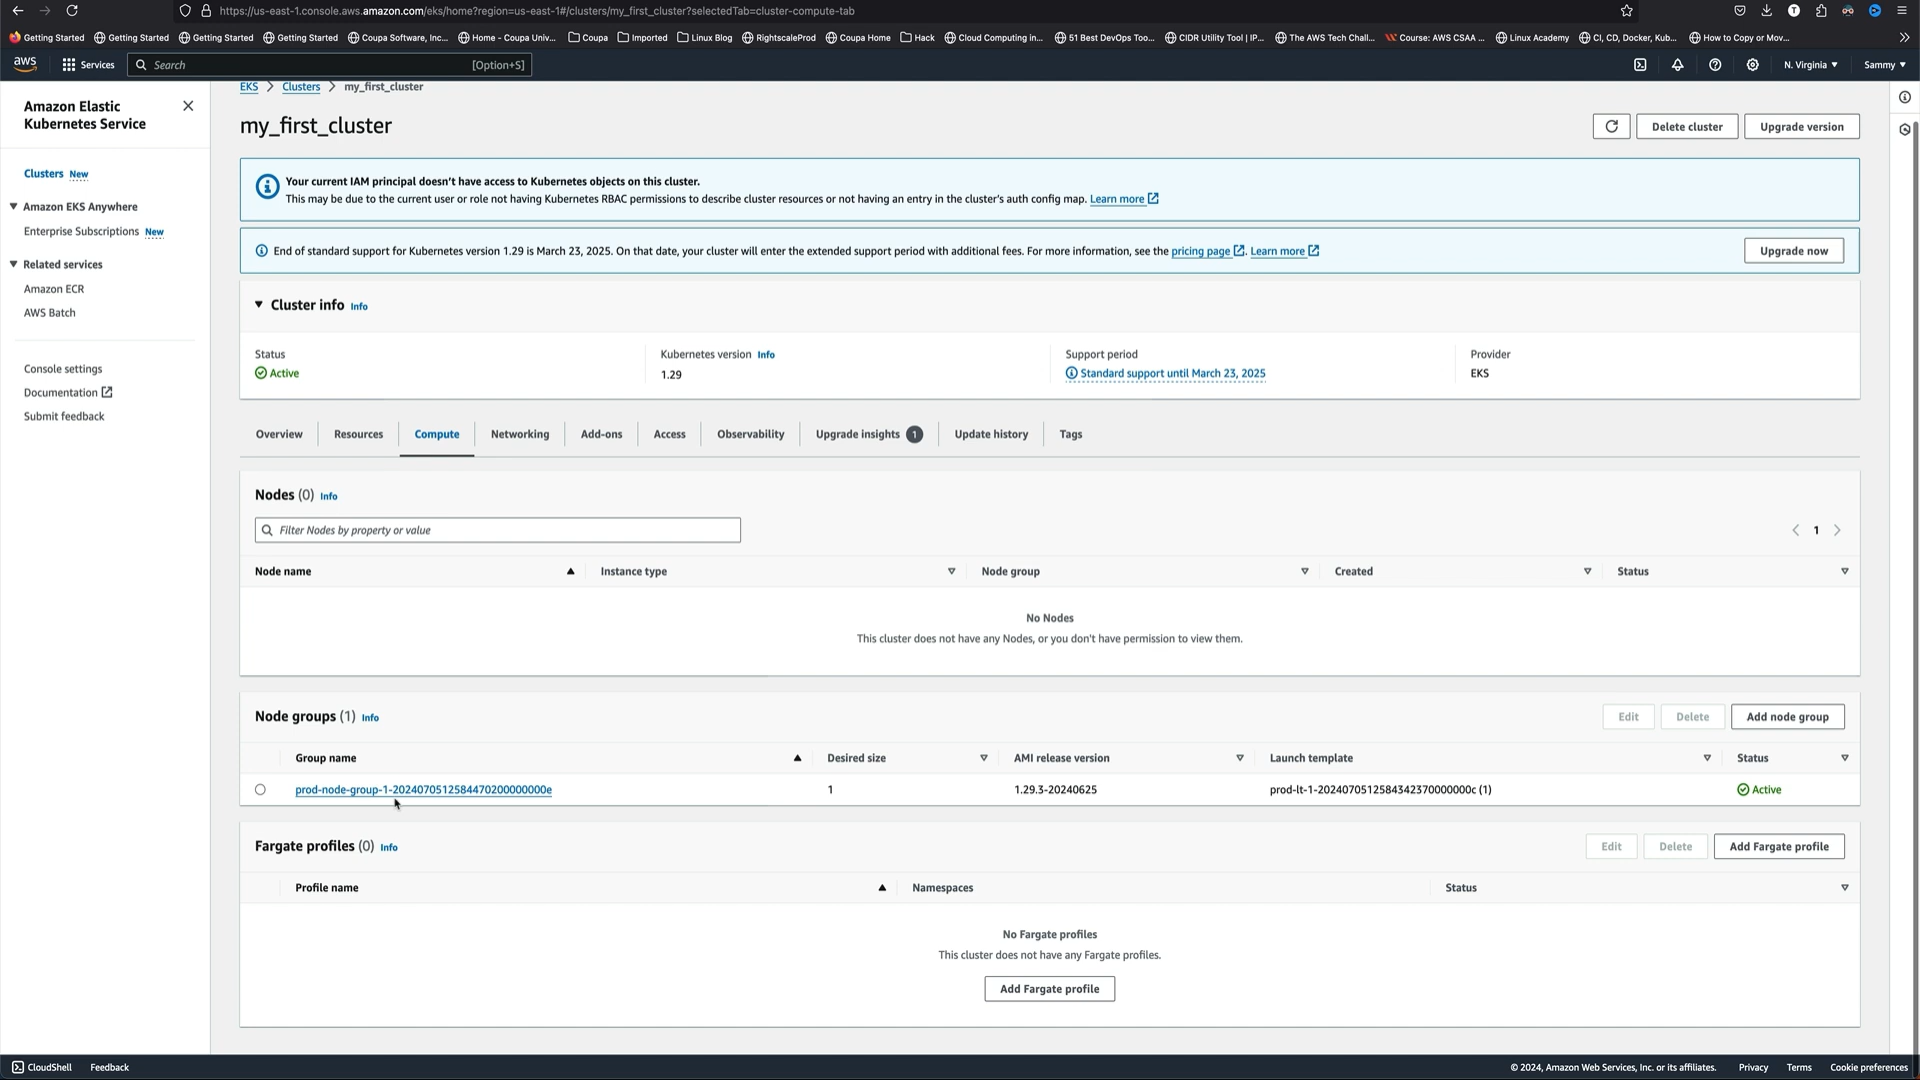 https://us-east-1.console.aws.amazon.com/eks/home?region=us-east-1#/clusters/my_first_cluster?selectedTab=cluster-compute-tab
Getting Started Getting Started Getting Started Getting Started Coupa Software, Inc... Home - Coupa Univ... Coupa Imported Linux Blog RightscaleProd Coupa Home Hack Cloud Computing in... 51 Best DevOps Too... CIDR Utility Tool | IP... The AWS Tech Chall... Course: AWS CSAA ... Linux Academy CI, CD, Docker, Kub... How to Copy or Mov...
aws Services Search [Option+S] N. Virginia Sammy
Amazon Elastic
Kubernetes Service
Clusters New
Amazon EKS Anywhere
Enterprise Subscriptions New
Related services
Amazon ECR
AWS Batch
Console settings
Documentation
Submit feedback
EKS Clusters my_first_cluster
my_first_cluster Delete cluster Upgrade version
Your current IAM principal doesn't have access to Kubernetes objects on this cluster.
This may be due to the current user or role not having Kubernetes RBAC permissions to describe cluster resources or not having an entry in the cluster's auth config map. Learn more
End of standard support for Kubernetes version 1.29 is March 23, 2025. On that date, your cluster will enter the extended support period with additional fees. For more information, see the pricing page. Learn more Upgrade now
Cluster info Info
Status Kubernetes version Info Support period Provider
Active 1.29 Standard support until March 23, 2025 EKS
Overview Resources Compute Networking Add-ons Access Observability Upgrade insights 1 Update history Tags
Nodes (0) Info
Filter Nodes by property or value 1
Node name Instance type Node group Created Status
No Nodes
This cluster does not have any Nodes, or you don't have permission to view them.
Node groups (1) Info Edit Delete Add node group
Group name Desired size AMI release version Launch template Status
prod-node-group-1-20240705125844702000000000e 1 1.29.3-20240625 prod-lt-1-20240705125843423700000000c (1) Active
Fargate profiles (0) Info Edit Delete Add Fargate profile
Profile name Namespaces Status
No Fargate profiles
This cluster does not have any Fargate profiles.
Add Fargate profile
CloudShell Feedback © 2024, Amazon Web Services, Inc. or its affiliates. Privacy Terms Cookie preferences